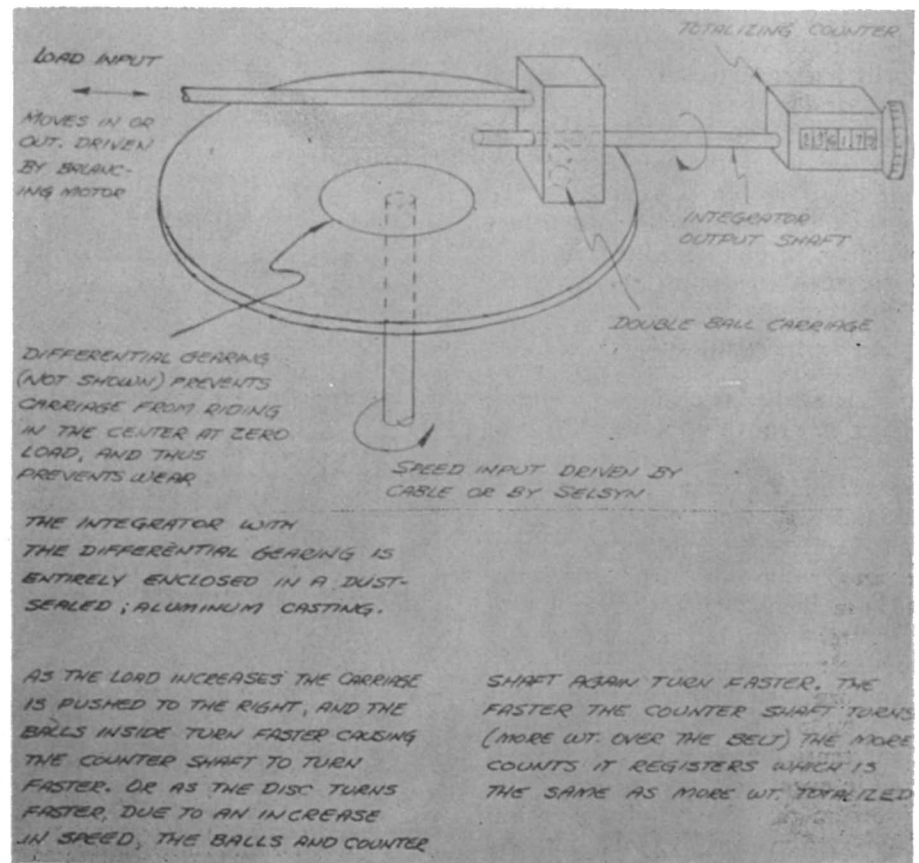 TOTALIZING COUNTER
LOAD INPUT
MOVES IN OR
OUT. DRIVEN
BY BALANC-
ING MOTOR
INTEGRATOR
OUTPUT SHAFT
DOUBLE BALL CARRIAGE
DIFFERENTIAL GEARING
(NOT SHOWN) PREVENTS
CARRIAGE FROM RIDING
IN THE CENTER AT ZERO
LOAD, AND THUS
PREVENTS WEAR
SPEED INPUT DRIVEN BY
CABLE OR BY SELSYN
THE INTEGRATOR WITH
THE DIFFERENTIAL GEARING IS
ENTIRELY ENCLOSED IN A DUST-
SEALED; ALUMINUM CASTING.
AS THE LOAD INCREASES THE CARRIAGE
IS PUSHED TO THE RIGHT, AND THE
BALLS INSIDE TURN FASTER CAUSING
THE COUNTER SHAFT TO TURN
FASTER. OR AS THE DISC TURNS
FASTER, DUE TO AN INCREASE
IN SPEED, THE BALLS AND COUNTER
SHAFT AGAIN TURN FASTER. THE
FASTER THE COUNTER SHAFT TURNS
(MORE WT. OVER THE BELT) THE MORE
COUNTS IT REGISTERS WHICH IS
THE SAME AS MORE WT. TOTALIZED